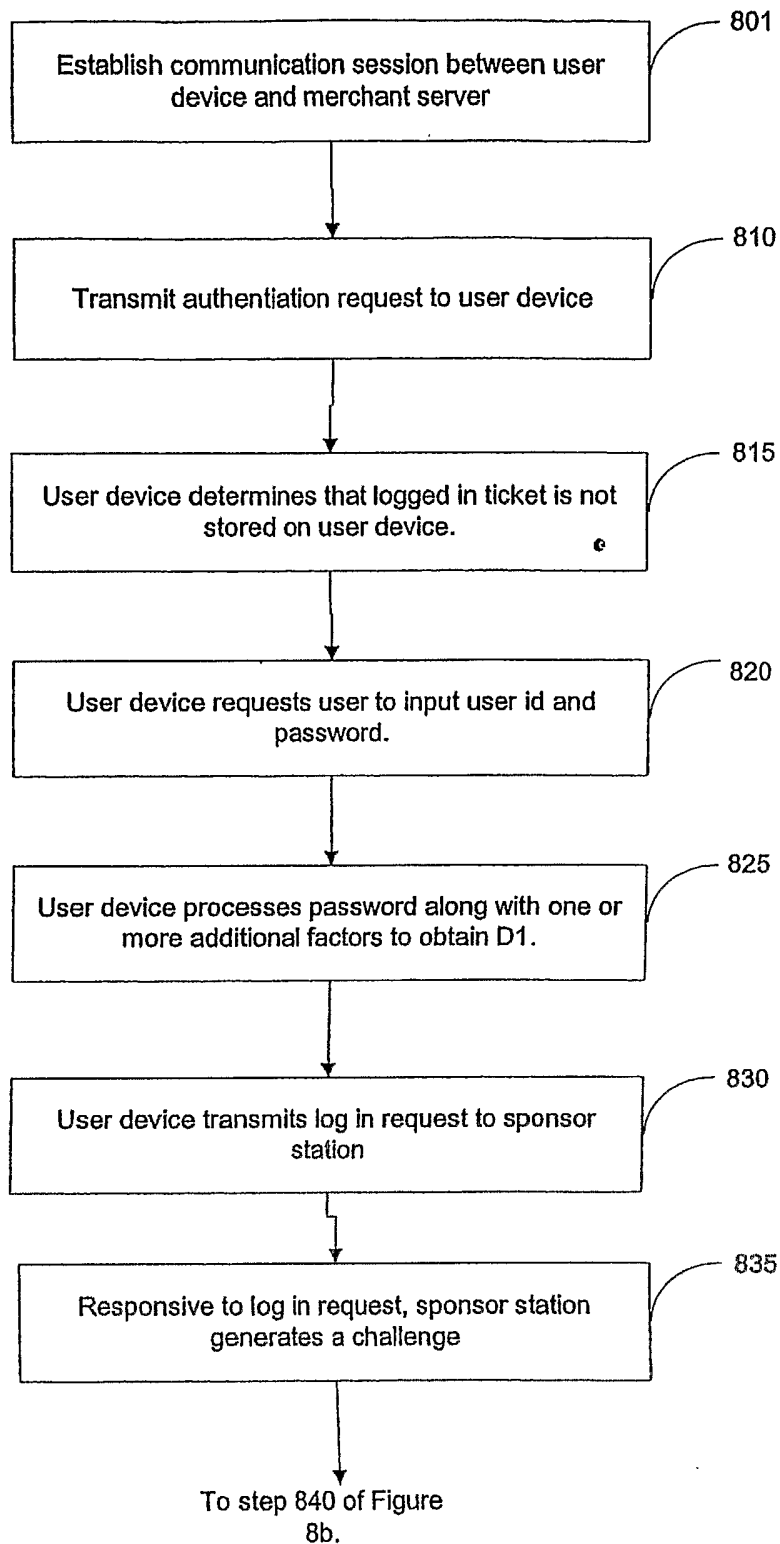 801
Establish communication session between user
device and merchant server
810
Transmit authentiation request to user device
815
User device determines that logged in ticket is not
stored on user device.
820
User device requests user to input user id and
password.
825
User device processes password along with one or
more additional factors to obtain D1.
830
User device transmits log in request to sponsor
station
835
Responsive to log in request, sponsor station
generates a challenge
To step 840 of Figure
8b.